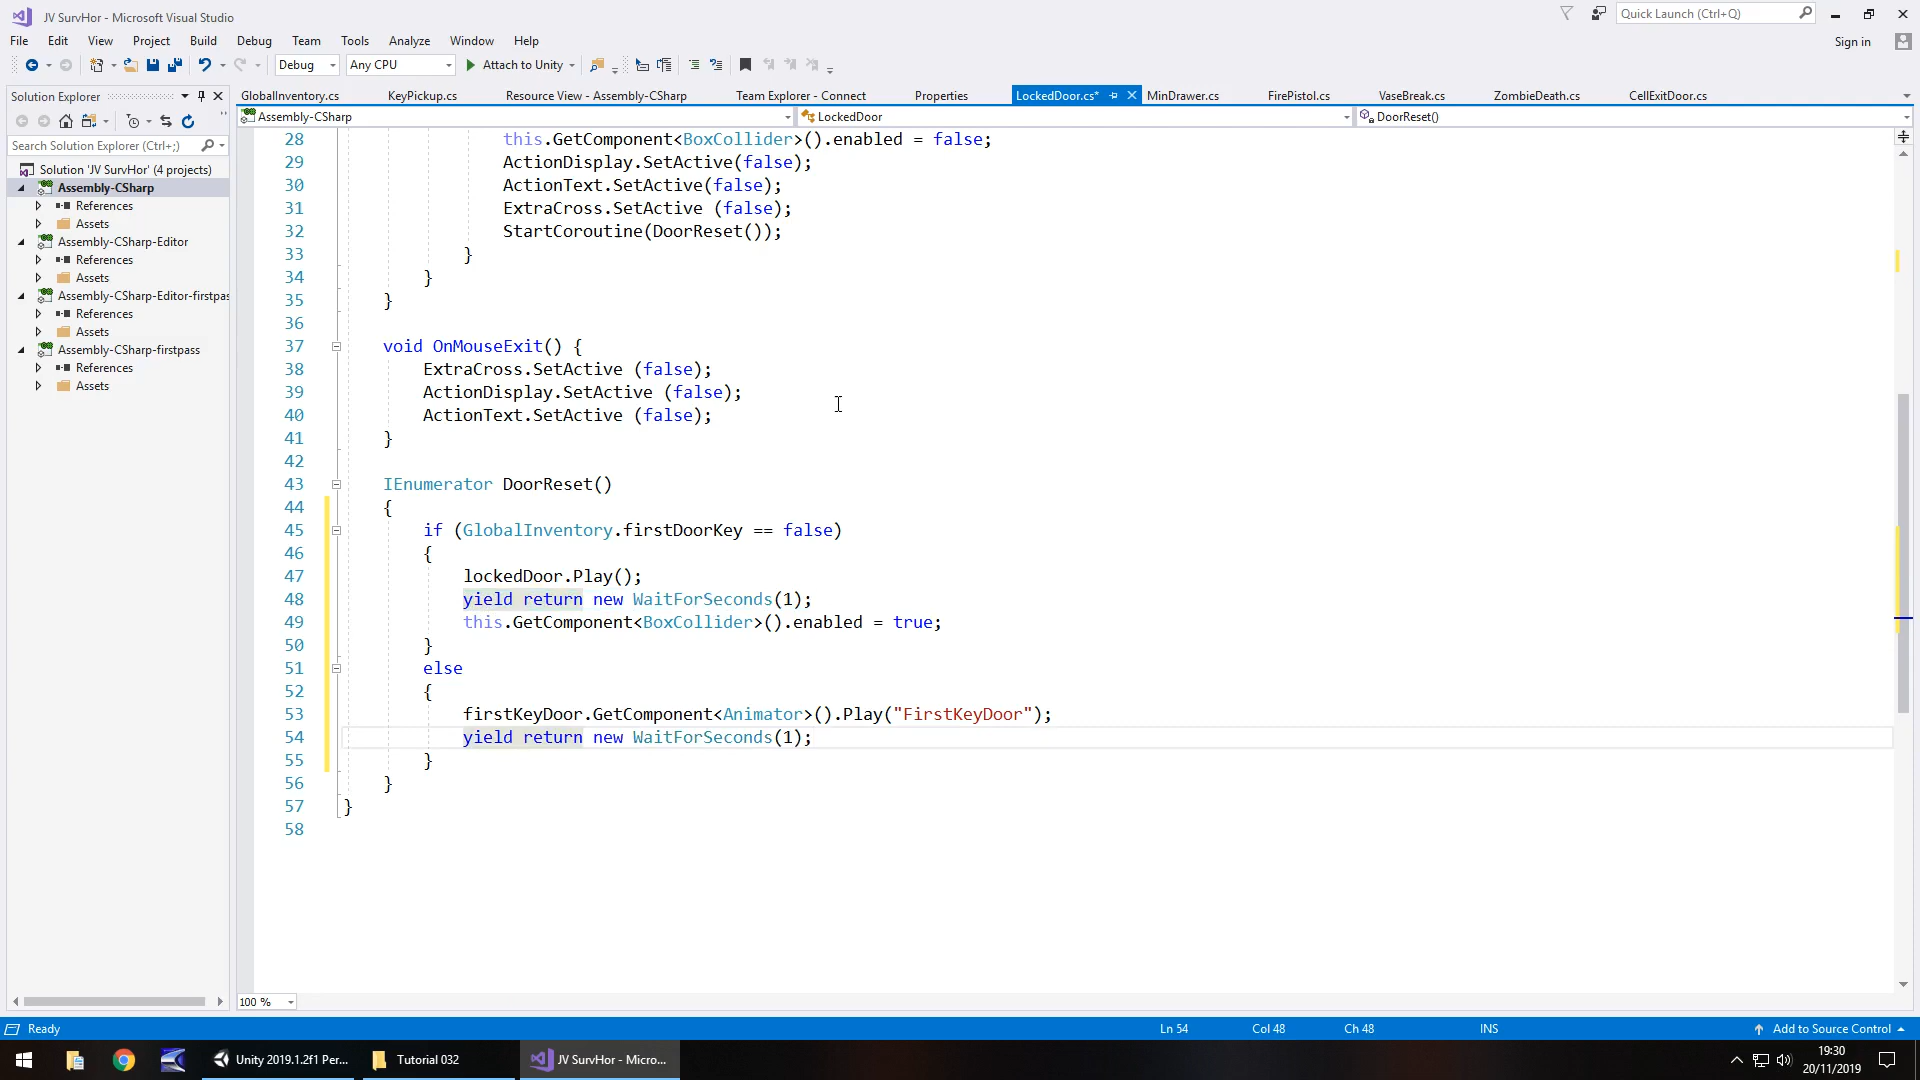 JV SurvHor - Microsoft Visual Studio
Quick Launch (Ctrl+Q)
File Edit View Project Build Debug Team Tools Analyze Window Help
Sign in
Debug Any CPU Attach to Unity
Solution Explorer
GlobalInventory.cs KeyPickup.cs Resource View - Assembly-CSharp Team Explorer - Connect Properties LockedDoor.cs* MinDrawer.cs FirePistol.cs VaseBreak.cs ZombieDeath.cs CellExitDoor.cs
Assembly-CSharp LockedDoor DoorReset()
Search Solution Explorer (Ctrl+;)
Solution 'JV SurvHor' (4 projects)
Assembly-CSharp
References
Assets
Assembly-CSharp-Editor
References
Assets
Assembly-CSharp-Editor-firstpas
References
Assets
Assembly-CSharp-firstpass
References
Assets
28 this.GetComponent<BoxCollider>().enabled = false;
29 ActionDisplay.SetActive(false);
30 ActionText.SetActive(false);
31 ExtraCross.SetActive (false);
32 StartCoroutine(DoorReset());
33 }
34 }
35 }
36
37 void OnMouseExit() {
38 ExtraCross.SetActive (false);
39 ActionDisplay.SetActive (false);
40 ActionText.SetActive (false);
41 }
42
43 IEnumerator DoorReset()
44 {
45 if (GlobalInventory.firstDoorKey == false)
46 {
47 lockedDoor.Play();
48 yield return new WaitForSeconds(1);
49 this.GetComponent<BoxCollider>().enabled = true;
50 }
51 else
52 {
53 firstKeyDoor.GetComponent<Animator>().Play("FirstKeyDoor");
54 yield return new WaitForSeconds(1);
55 }
56 }
57 }
58
100 %
Ready Ln 54 Col 48 Ch 48 INS Add to Source Control
Unity 2019.1.2f1 Per... Tutorial 032 JV SurvHor - Micro...
19:30
20/11/2019